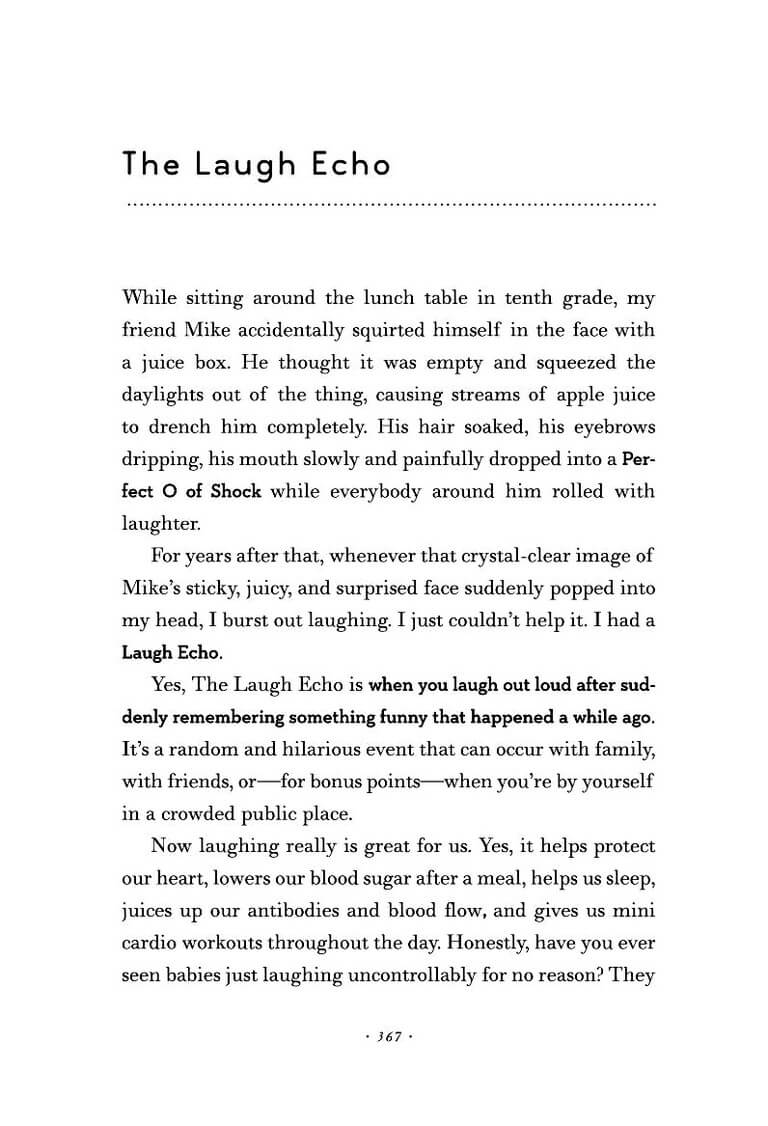 The Laugh Echo
While sitting around the lunch table in tenth grade, my
friend Mike accidentally squirted himself in the face with
a juice box. He thought it was empty and squeezed the
daylights out of the thing, causing streams of apple juice
to drench him completely. His hair soaked, his eyebrows
dripping, his mouth slowly and painfully dropped into a Per-
fect O of Shock while everybody around him rolled with
laughter.
For years after that, whenever that crystal-clear image of
Mike’s sticky, juicy, and surprised face suddenly popped into
my head, I burst out laughing. I just couldn’t help it. I had a
Laugh Echo.
Yes, The Laugh Echo is when you laugh out loud after sud-
denly remembering something funny that happened a while ago.
It’s a random and hilarious event that can occur with family,
with friends, or—for bonus points—when you’re by yourself
in a crowded public place.
Now laughing really is great for us. Yes, it helps protect
our heart, lowers our blood sugar after a meal, helps us sleep,
juices up our antibodies and blood flow, and gives us mini
cardio workouts throughout the day. Honestly, have you ever
seen babies just laughing uncontrollably for no reason? They
· 367 ·